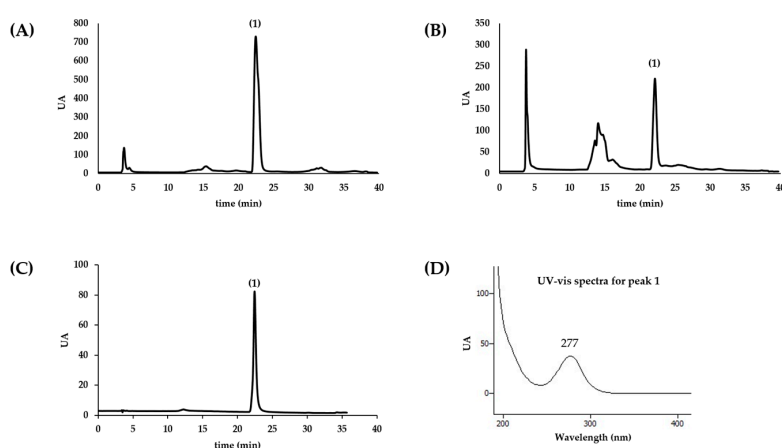 (A)
(1)
800
700
600
500
400
300
200
100
0
UA
0 5 10 15 20 25 30 35 40
time (min)
(B)
(1)
350
300
250
200
150
100
50
0
UA
0 5 10 15 20 25 30 35 40
time (min)
(C)
(1)
100
80
60
40
20
0
UA
0 5 10 15 20 25 30 35 40
time (min)
(D)
UV-vis spectra for peak 1
277
100
50
0
UA
200 300 400
Wavelength (nm)